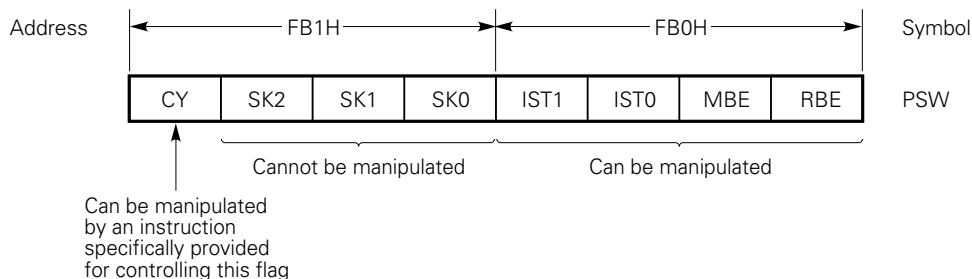 Address FB1H FB0H Symbol
CY SK2 SK1 SK0 IST1 IST0 MBE RBE PSW
Cannot be manipulated Can be manipulated
Can be manipulated
by an instruction
specifically provided
for controlling this flag